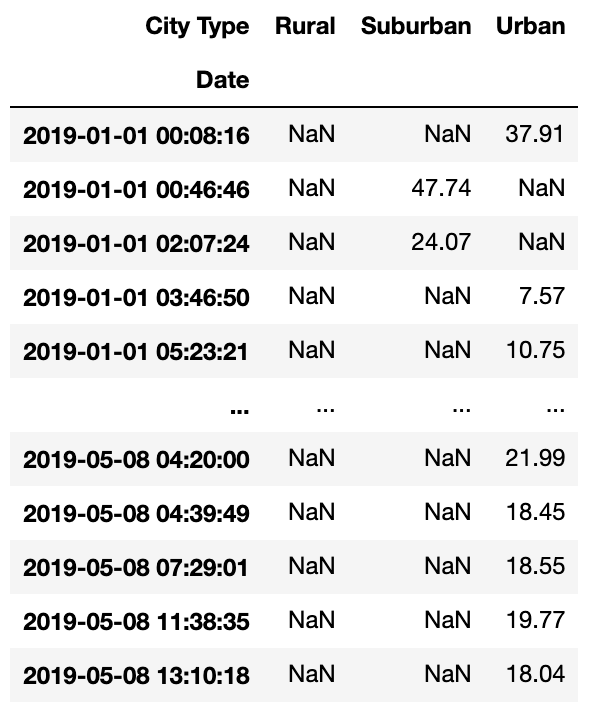 City Type Rural Suburban Urban
Date
2019-01-01 00:08:16 NaN NaN 37.91
2019-01-01 00:46:46 NaN 47.74 NaN
2019-01-01 02:07:24 NaN 24.07 NaN
2019-01-01 03:46:50 NaN NaN 7.57
2019-01-01 05:23:21 NaN NaN 10.75
... ... ... ...
2019-05-08 04:20:00 NaN NaN 21.99
2019-05-08 04:39:49 NaN NaN 18.45
2019-05-08 07:29:01 NaN NaN 18.55
2019-05-08 11:38:35 NaN NaN 19.77
2019-05-08 13:10:18 NaN NaN 18.04